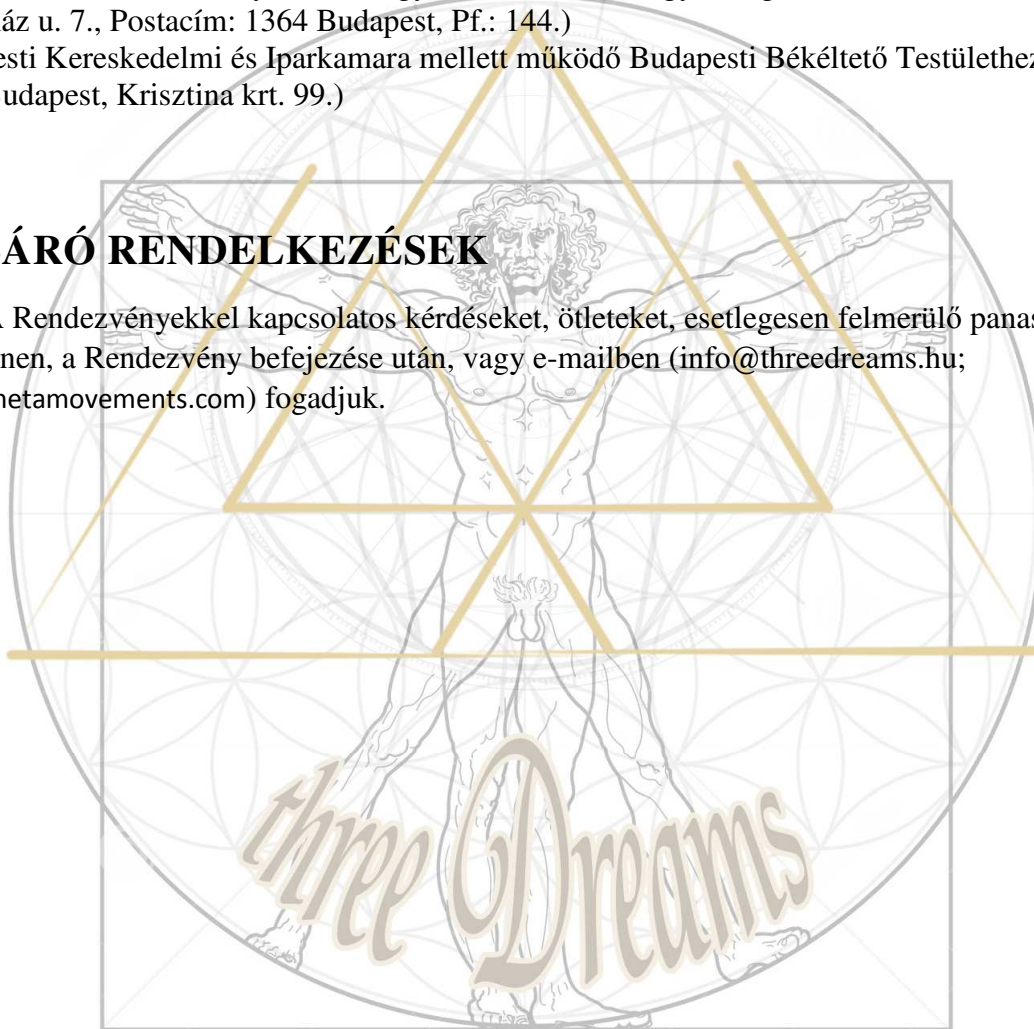 ház u. 7., Postacím: 1364 Budapest, Pf.: 144.)
esti Kereskedelmi és Iparkamara mellett működő Budapesti Békéltető Testülethez
udapest, Krisztina krt. 99.)
ÁRÓ RENDELKEZÉSEK
A Rendezvényekkel kapcsolatos kérdéseket, ötleteket, esetlegesen felmerülő panas
nen, a Rendezvény befejezése után, vagy e-mailben (info@threedreams.hu;
netamovements.com) fogadjuk.
three Dreams